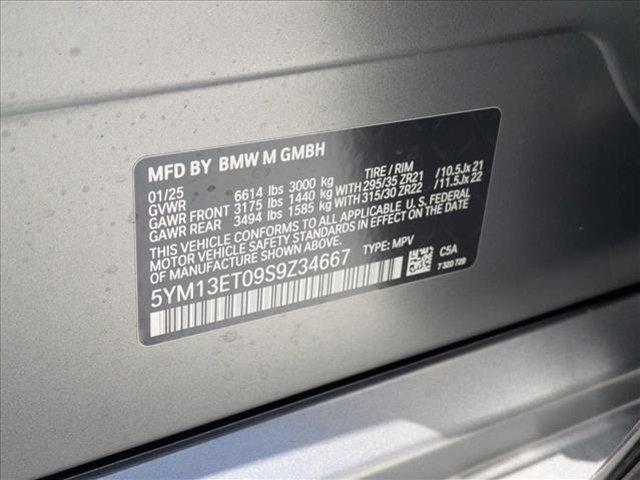 MFD BY BMW M GMBH
01/25 TIRE / RIM
GVWR 6614 lbs 3000 kg
GAWR FRONT 3175 lbs 1440 kg WITH 295/35 ZR21 /10.5Jx 21
GAWR REAR 3494 lbs 1585 kg WITH 315/30 ZR22 /11.5Jx 22
THIS VEHICLE CONFORMS TO ALL APPLICABLE U. S. FEDERAL
MOTOR VEHICLE SAFETY STANDARDS IN EFFECT ON THE DATE
OF MANUFACTURE SHOWN ABOVE.
5YM13ET09S9Z34667 TYPE: MPV C5A
7 320 729